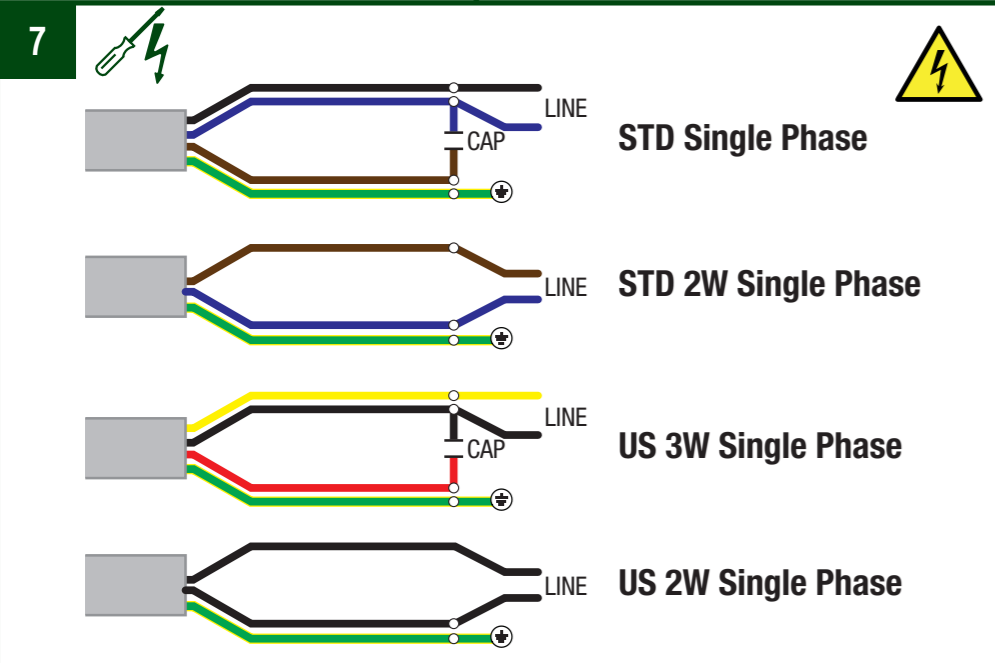 7
LINE
CAP
STD Single Phase
LINE
STD 2W Single Phase
LINE
CAP
US 3W Single Phase
LINE
US 2W Single Phase